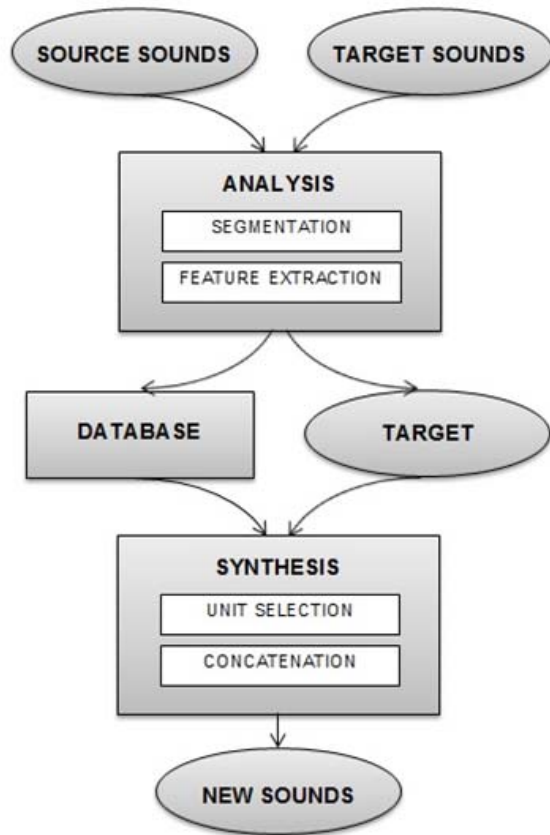 SOURCE SOUNDS
TARGET SOUNDS
ANALYSIS
SEGMENTATION
FEATURE EXTRACTION
DATABASE
TARGET
SYNTHESIS
UNIT SELECTION
CONCATENATION
NEW SOUNDS